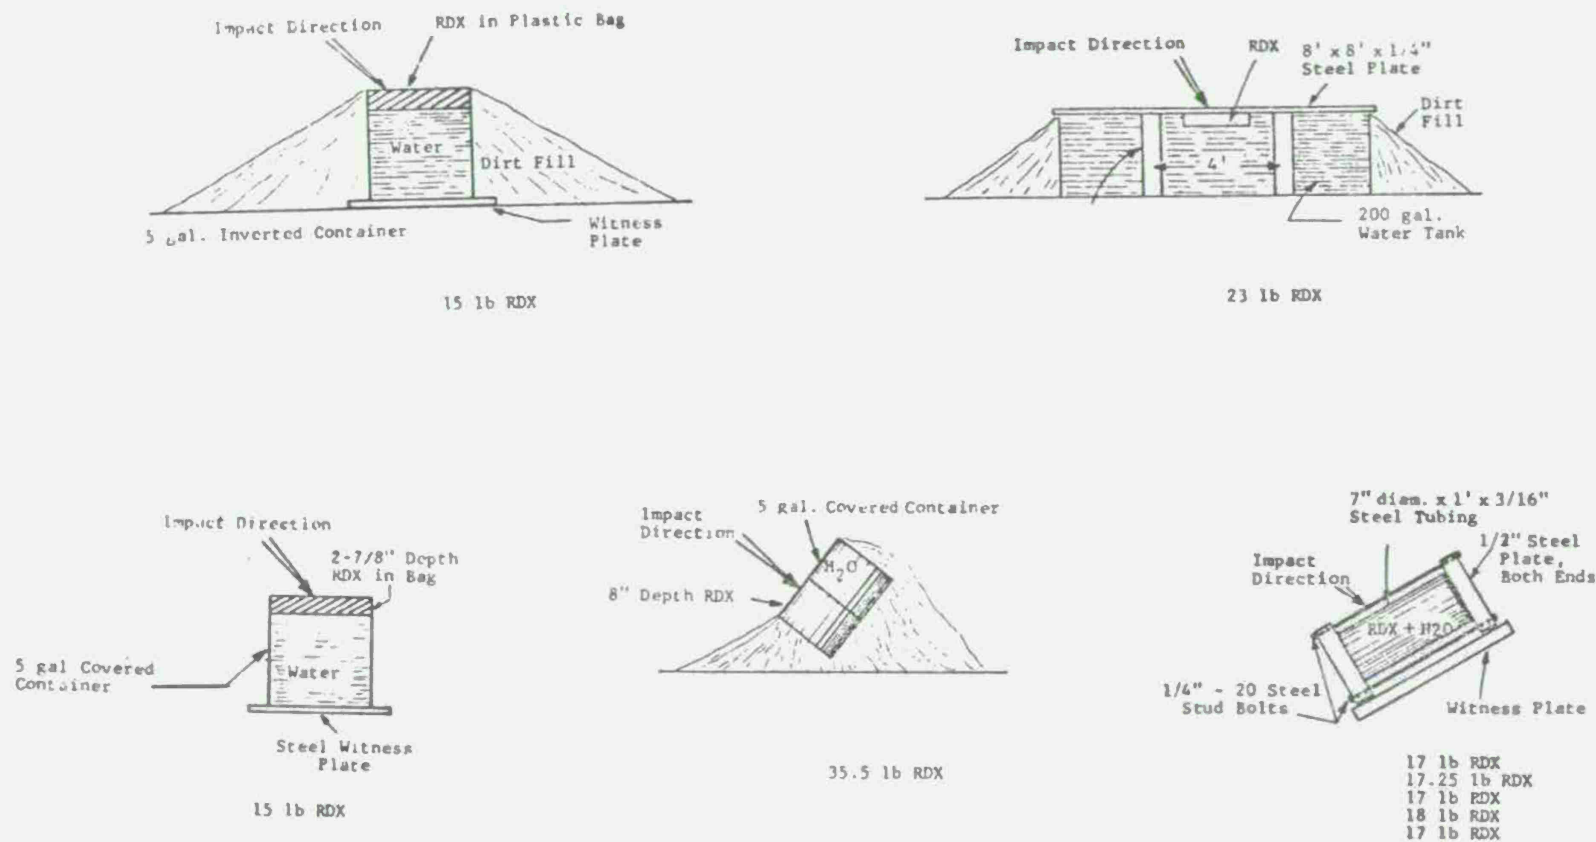 Impact Direction
RDX in Plastic Bag
Water
Dirt Fill
5 gal. Inverted Container
Witness
Plate
15 lb RDX
Impact Direction
RDX
8' x 8' x 1/4"
Steel Plate
Dirt
Fill
4'
200 gal.
Water Tank
23 lb RDX
Impact Direction
2-7/8" Depth
RDX in Bag
5 gal Covered
Container
Water
Steel Witness
Plate
15 lb RDX
Impact
Direction
5 gal. Covered Container
H2O
8" Depth RDX
35.5 lb RDX
7" diam. x 1' x 3/16"
Steel Tubing
1/2" Steel
Plate,
Both Ends
Impact
Direction
RDX + H2O
1/4" - 20 Steel
Stud Bolts
Witness Plate
17 lb RDX
17.25 lb RDX
17 lb RDX
18 lb RDX
17 lb RDX